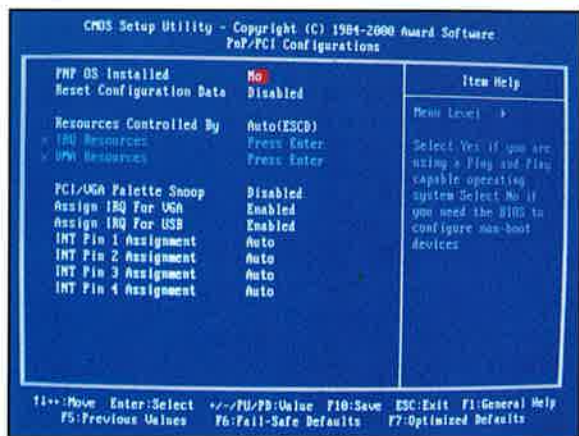 CMOS Setup Utility - Copyright (C) 1984-2000 Award Software
PnP/PCI Configurations
PNP OS Installed No
Reset Configuration Data Disabled
Resources Controlled By Auto(ESCD)
x IRQ Resources Press Enter
x DMA Resources Press Enter
PCI/VGA Palette Snoop Disabled
Assign IRQ For VGA Enabled
Assign IRQ For USB Enabled
INT Pin 1 Assignment Auto
INT Pin 2 Assignment Auto
INT Pin 3 Assignment Auto
INT Pin 4 Assignment Auto
Item Help
Menu Level ▸
Select Yes if you are
using a Plug and Play
capable operating
system Select No if
you need the BIOS to
configure non-boot
devices
↑↓→←:Move Enter:Select +/-/PU/PD:Value F10:Save ESC:Exit F1:General Help
F5:Previous Values F6:Fail-Safe Defaults F7:Optimized Defaults